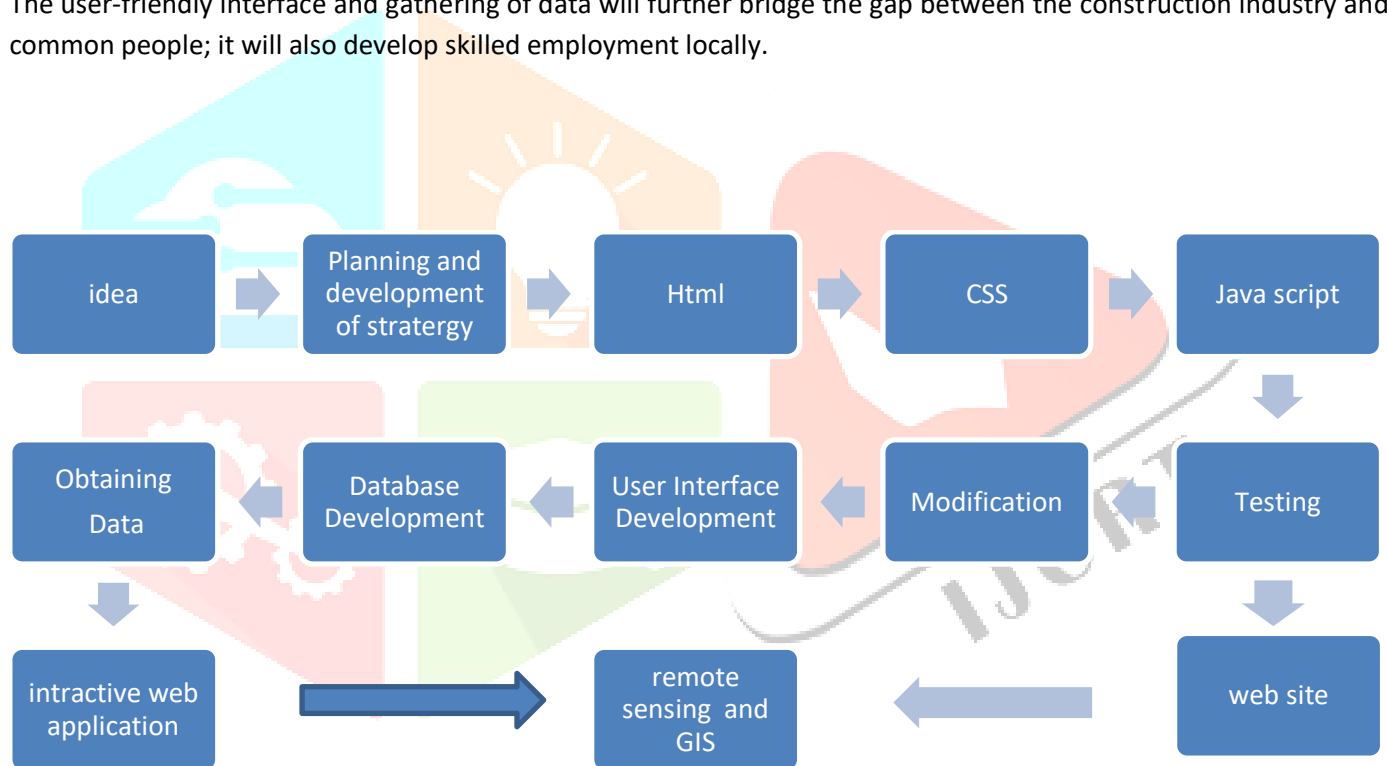 The user-friendly interface and gathering of data will further bridge the gap between the construction industry and
common people; it will also develop skilled employment locally.
idea
Planning and
development
of stratergy
Html
CSS
Java script
Obtaining
Data
Database
Development
User Interface
Development
Modification
Testing
intractive web
application
remote
sensing and
GIS
web site
IJCRT